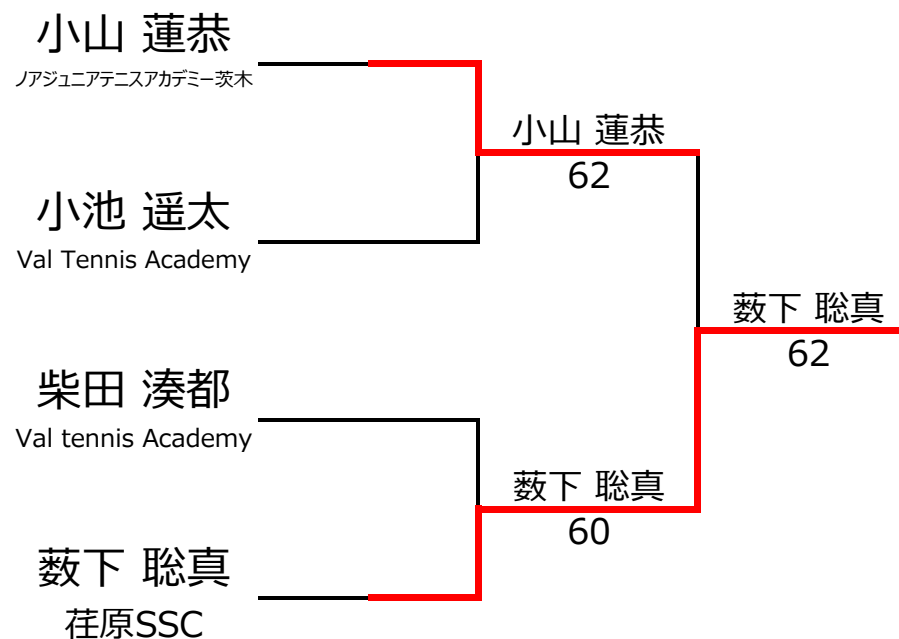 小山 蓮恭
ノアジュニアテニスアカデミー茨木
小山 蓮恭
62
小池 遥太
Val Tennis Academy
薮下 聡真
62
柴田 湊都
Val tennis Academy
薮下 聡真
60
薮下 聡真
荏原SSC